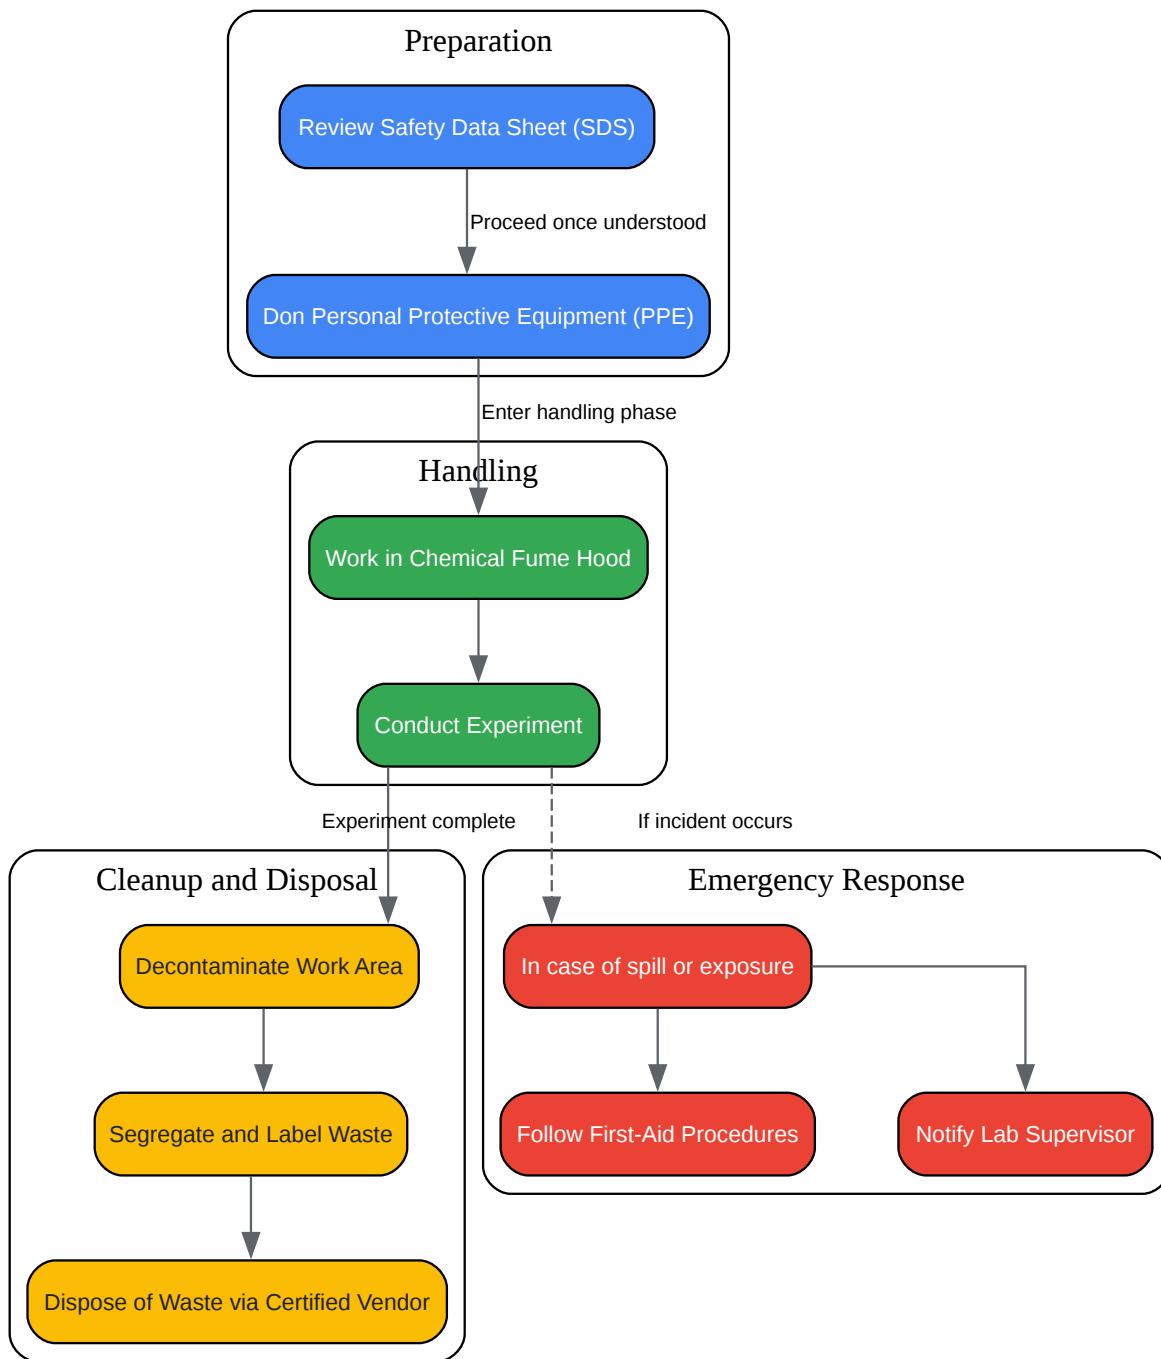 Preparation
Review Safety Data Sheet (SDS)
Proceed once understood
Don Personal Protective Equipment (PPE)
Enter handling phase
Handling
Work in Chemical Fume Hood
Conduct Experiment
Experiment complete
If incident occurs
Cleanup and Disposal
Decontaminate Work Area
Segregate and Label Waste
Dispose of Waste via Certified Vendor
Emergency Response
In case of spill or exposure
Follow First-Aid Procedures
Notify Lab Supervisor